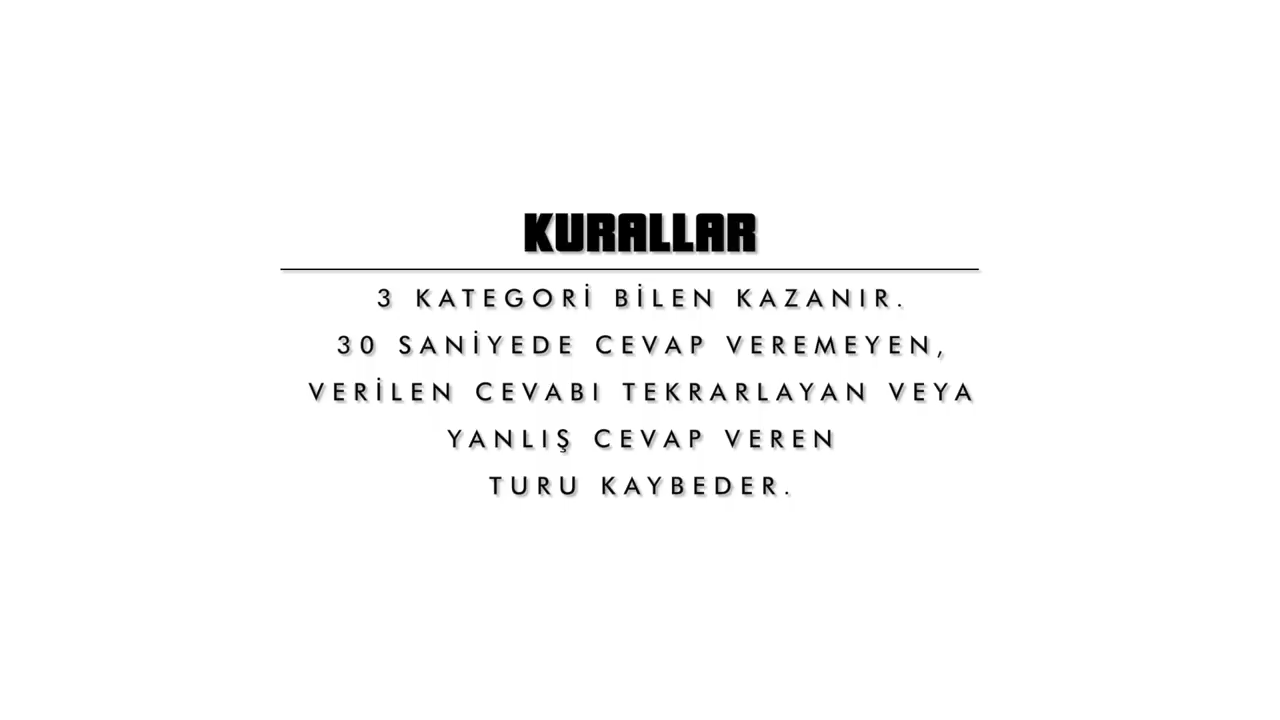 KURALLAR
3 KATEGORİ BİLEN KAZANIR.
30 SANİYEDE CEVAP VEREMEYEN,
VERİLEN CEVABI TEKRARLAYAN VEYA
YANLIŞ CEVAP VEREN
TURU KAYBEDER.